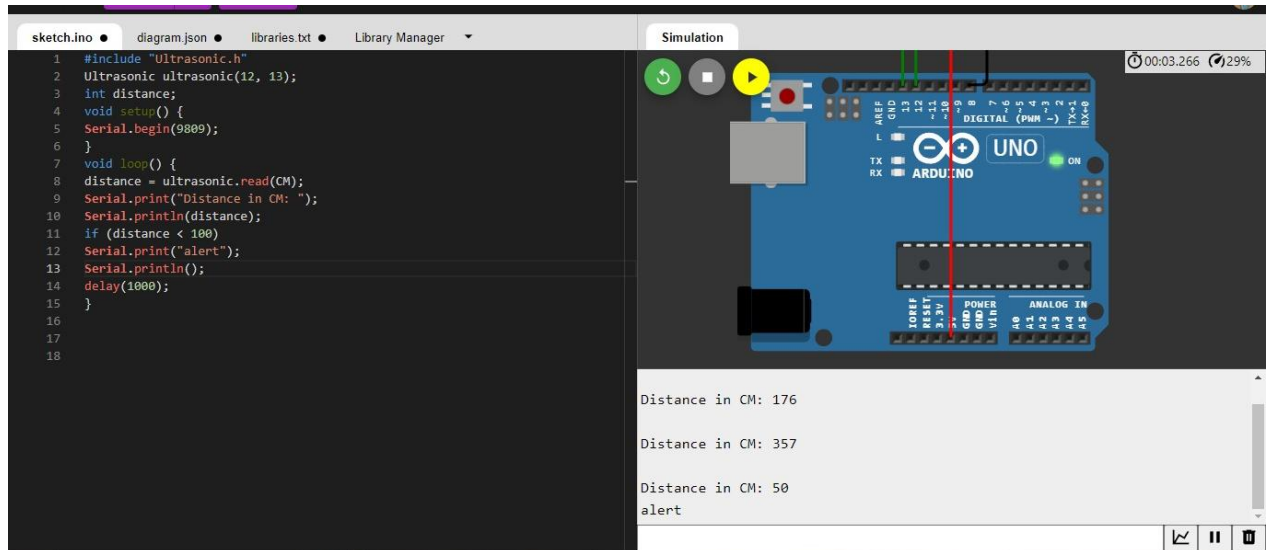 sketch.ino ● diagram.json ● libraries.txt ● Library Manager
1 #include "Ultrasonic.h"
2 Ultrasonic ultrasonic(12, 13);
3 int distance;
4 void setup() {
5 Serial.begin(9809);
6 }
7 void loop() {
8 distance = ultrasonic.read(CM);
9 Serial.print("Distance in CM: ");
10 Serial.println(distance);
11 if (distance < 100)
12 Serial.print("alert");
13 Serial.println();
14 delay(1000);
15 }
16
17
18
Simulation
00:03.266 29%
AREF GND 13 12 ~11 ~10 ~9 8 7 ~6 ~5 4 ~3 2 TX→1 RX←0
DIGITAL (PWM ~)
L
UNO
TX ON
RX ARDUINO
IOREF RESET 3.3V 5V GND GND Vin A0 A1 A2 A3 A4 A5
POWER ANALOG IN
Distance in CM: 176
Distance in CM: 357
Distance in CM: 50
alert